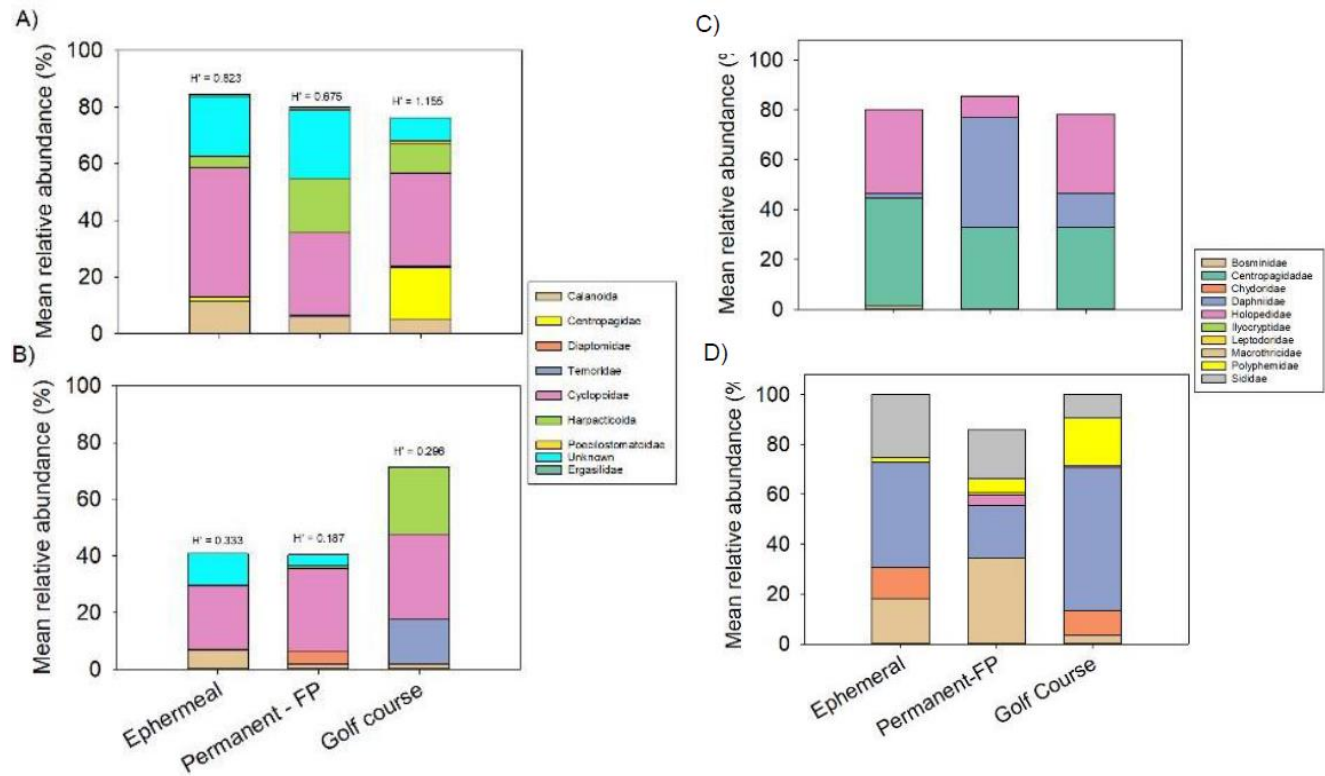 A)
Mean relative abundance (%)
100
80
60
40
20
0
H' = 0.823
H' = 0.675
H' = 1.155
B)
Mean relative abundance (%)
100
80
60
40
20
0
H' = 0.333
H' = 0.187
H' = 0.296
Ephermeal
Permanent - FP
Golf course
Calanoida
Centropagidae
Diaptomidae
Temoridae
Cyclopoidae
Harpacticoida
Poecilostomatoidae
Unknown
Ergasilidae
C)
Mean relative abundance (%
100
80
60
40
20
0
D)
Mean relative abundance (%
100
80
60
40
20
0
Ephemeral
Permanent-FP
Golf Course
Bosminidae
Centropagidadae
Chydoridae
Daphniidae
Holopedidae
Ilyocryptidae
Leptodoridae
Macrothricidae
Polyphemidae
Sididae